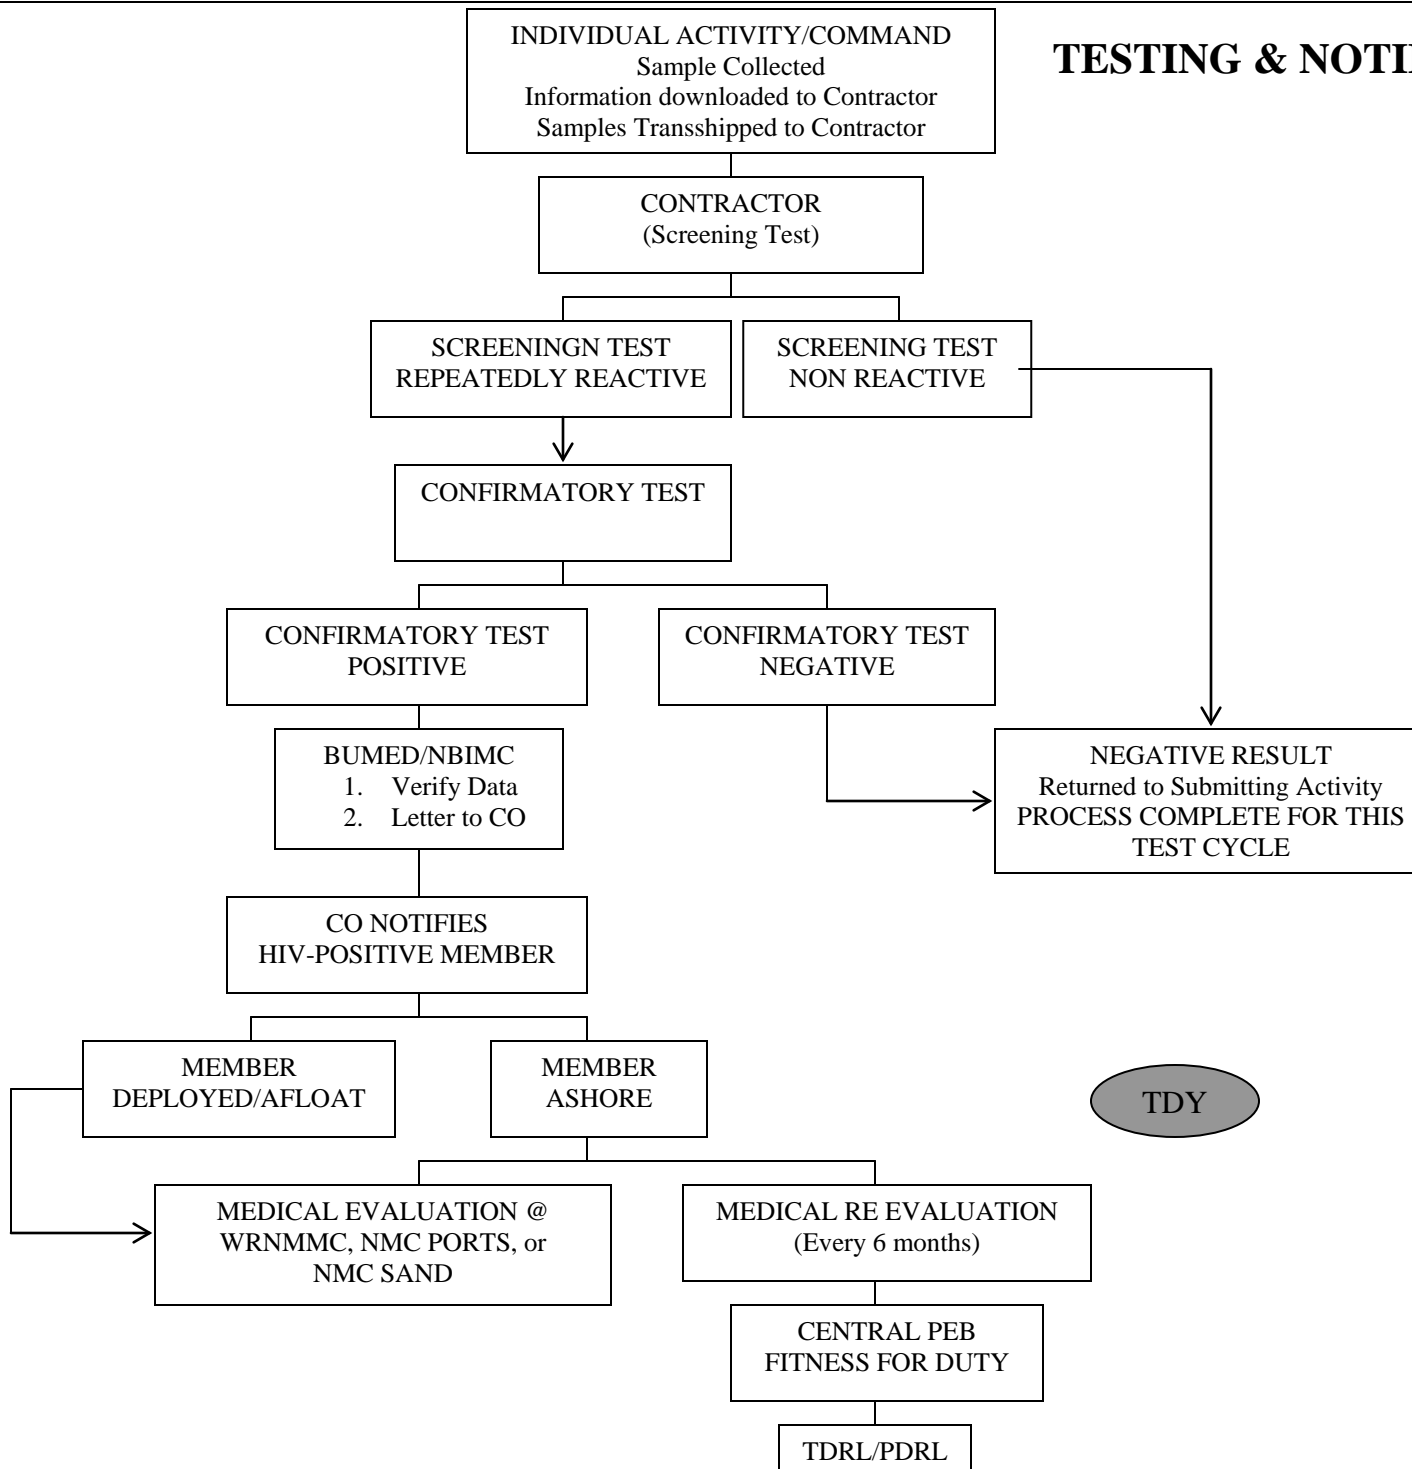 INDIVIDUAL ACTIVITY/COMMAND
Sample Collected
Information downloaded to Contractor
Samples Transshipped to Contractor
TESTING & NOTI
CONTRACTOR
(Screening Test)
SCREENINGN TEST
REPEATEDLY REACTIVE
SCREENING TEST
NON REACTIVE
CONFIRMATORY TEST
CONFIRMATORY TEST
POSITIVE
CONFIRMATORY TEST
NEGATIVE
BUMED/NBIMC
1. Verify Data
2. Letter to CO
NEGATIVE RESULT
Returned to Submitting Activity
PROCESS COMPLETE FOR THIS
TEST CYCLE
CO NOTIFIES
HIV-POSITIVE MEMBER
MEMBER
DEPLOYED/AFLOAT
MEMBER
ASHORE
TDY
MEDICAL EVALUATION @
WRNMMC, NMC PORTS, or
NMC SAND
MEDICAL RE EVALUATION
(Every 6 months)
CENTRAL PEB
FITNESS FOR DUTY
TDRL/PDRL